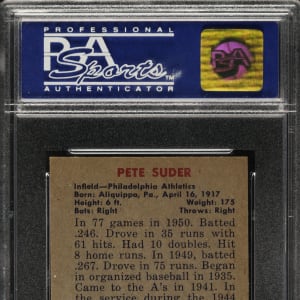 PROFESSIONAL
PSA
Sports™
AUTHENTICATOR
PSA
PETE SUDER
Infield—Philadelphia Athletics
Born: Aliquippa, Pa., April 16, 1917
Height: 6 ft. Weight: 175
Bats: Right Throws: Right
In 77 games in 1950. Batted
.246. Drove in 35 runs with
61 hits. Had 10 doubles. Hit
8 home runs. In 1949, batted
.267. Drove in 75 runs. Began
in organized baseball in 1935.
Came to the A's in 1941. In
the service during the 1944